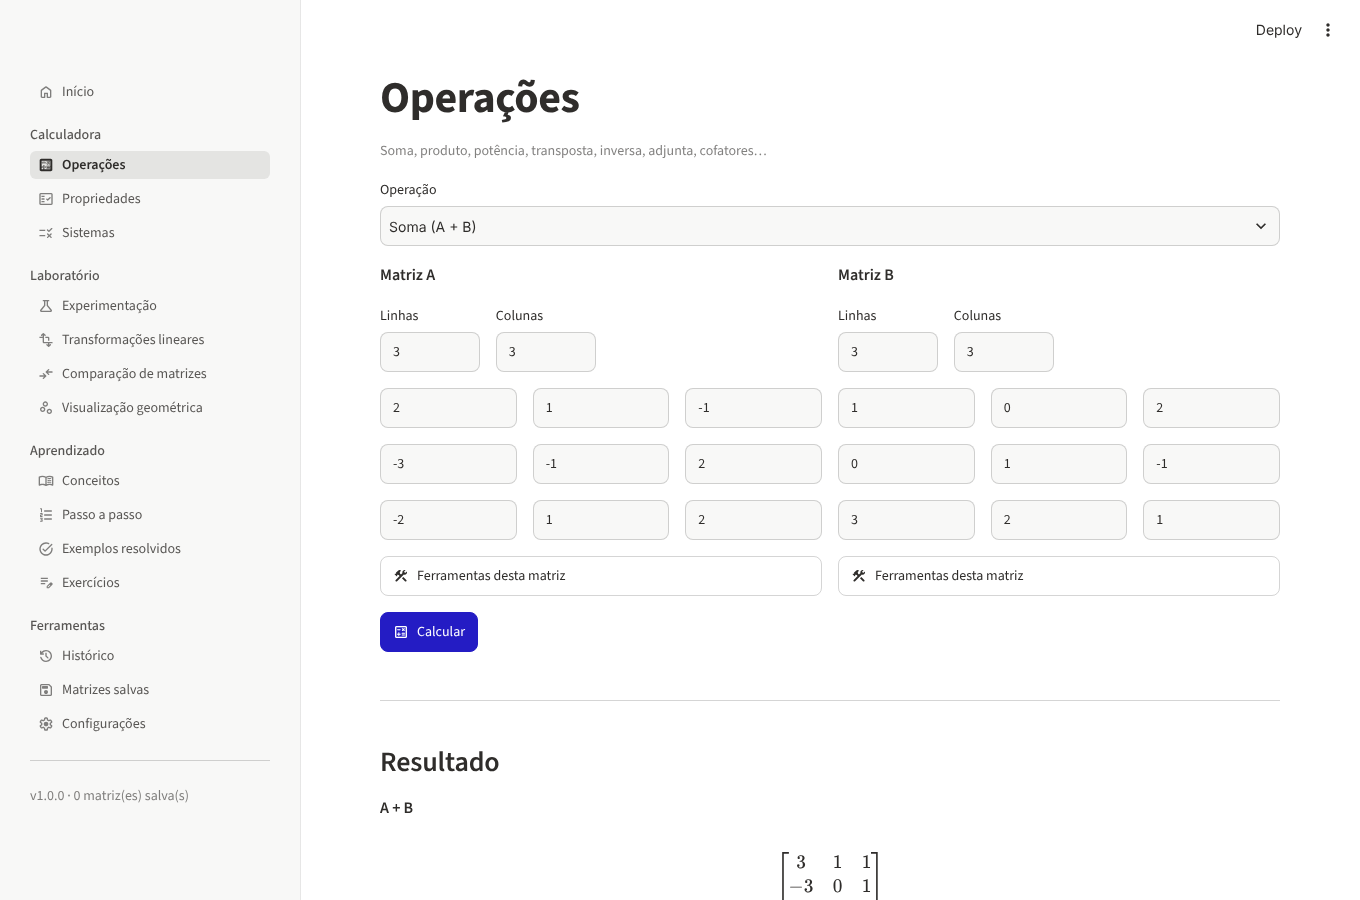 Deploy
Início
Calculadora
Operações
Propriedades
Sistemas
Laboratório
Experimentação
Transformações lineares
Comparação de matrizes
Visualização geométrica
Aprendizado
Conceitos
Passo a passo
Exemplos resolvidos
Exercícios
Ferramentas
Histórico
Matrizes salvas
Configurações
v1.0.0 · 0 matriz(es) salva(s)
Operações
Soma, produto, potência, transposta, inversa, adjunta, cofatores…
Operação
Soma (A + B)
Matriz A
Linhas Colunas
3 3
2 1 -1
-3 -1 2
-2 1 2
Ferramentas desta matriz
Matriz B
Linhas Colunas
3 3
1 0 2
0 1 -1
3 2 1
Ferramentas desta matriz
Calcular
Resultado
A + B
3 1 1
−3 0 1